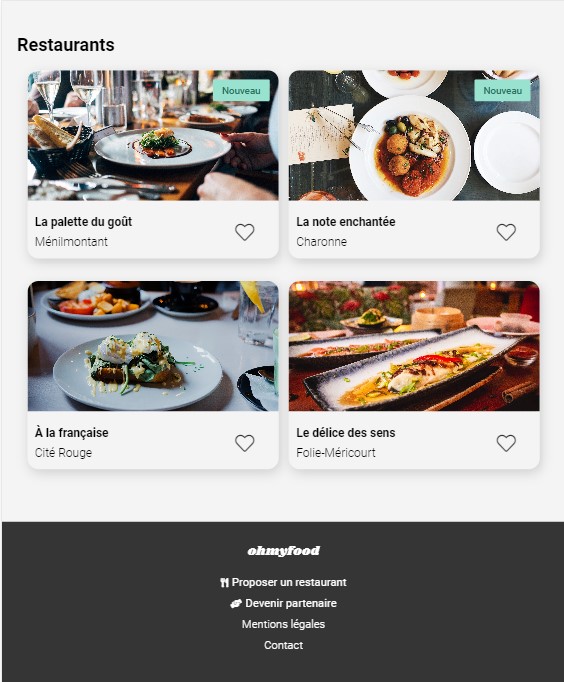 Restaurants
Nouveau
Nouveau
La palette du goût
Ménilmontant
La note enchantée
Charonne
À la française
Cité Rouge
Le délice des sens
Folie-Méricourt
ohmyfood
Proposer un restaurant
Devenir partenaire
Mentions légales
Contact